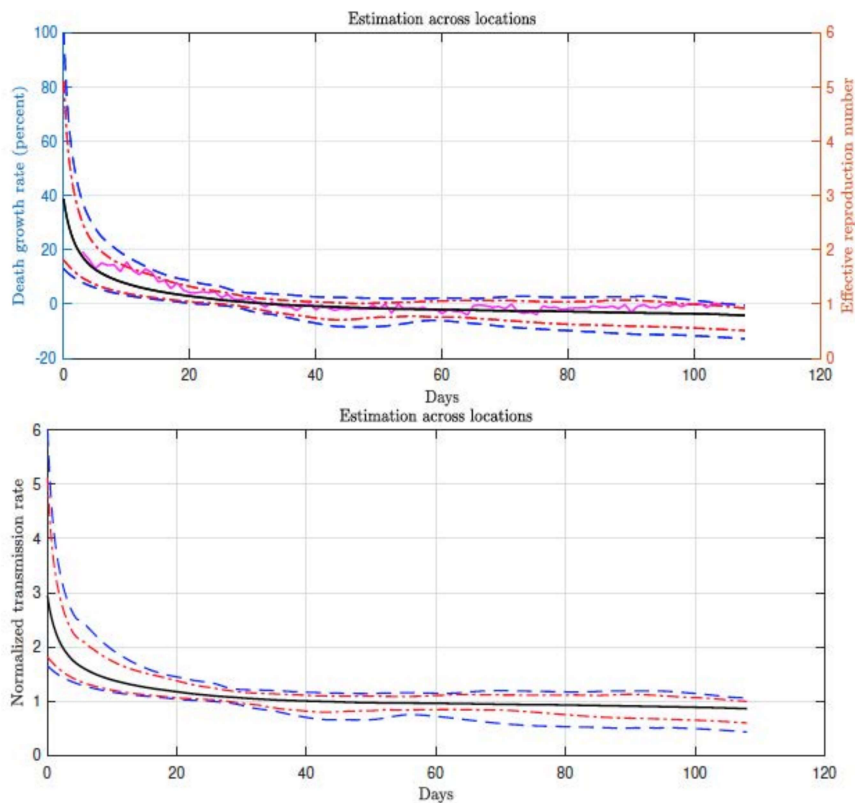 Estimation across locations
100
80
60
40
20
0
-20
Death growth rate (percent)
6
5
4
3
2
1
0
Effective reproduction number
0 20 40 60 80 100 120
Days
Estimation across locations
6
5
4
3
2
1
0
Normalized transmission rate
0 20 40 60 80 100 120
Days